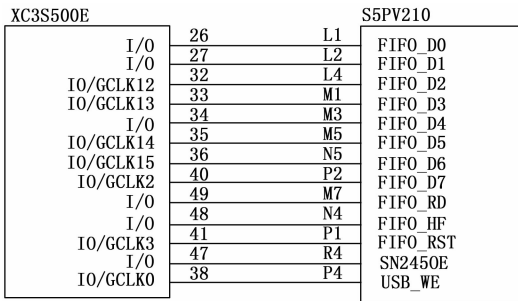 XC3S500E S5PV210
I/O 26 L1 FIFO_D0
I/O 27 L2 FIFO_D1
IO/GCLK12 32 L4 FIFO_D2
IO/GCLK13 33 M1 FIFO_D3
I/O 34 M3 FIFO_D4
IO/GCLK14 35 M5 FIFO_D5
IO/GCLK15 36 N5 FIFO_D6
IO/GCLK2 40 P2 FIFO_D7
I/O 49 M7 FIFO_RD
I/O 48 N4 FIFO_HF
IO/GCLK3 41 P1 FIFO_RST
I/O 47 R4 SN245OE
IO/GCLK0 38 P4 USB_WE